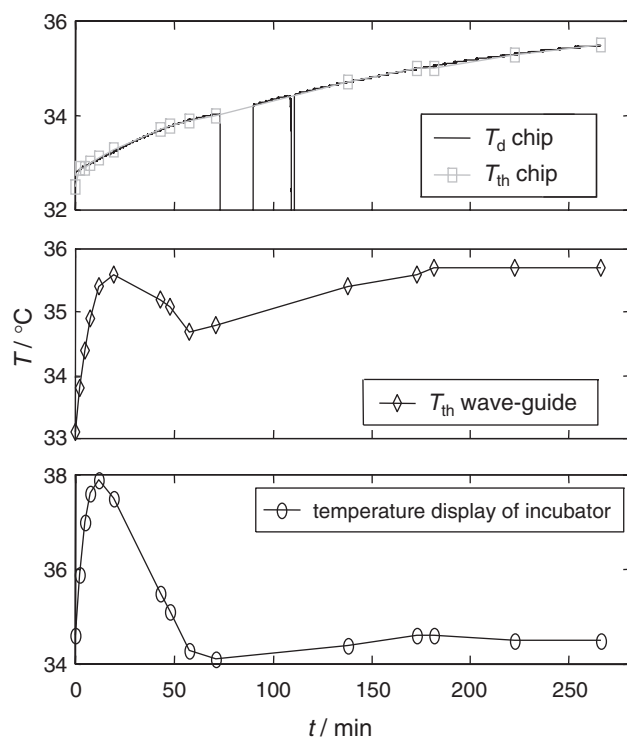 36
34
32
T_d chip
T_th chip
36
35
34
33
T / °C
T_th wave-guide
38
36
34
temperature display of incubator
0 50 100 150 200 250
t / min